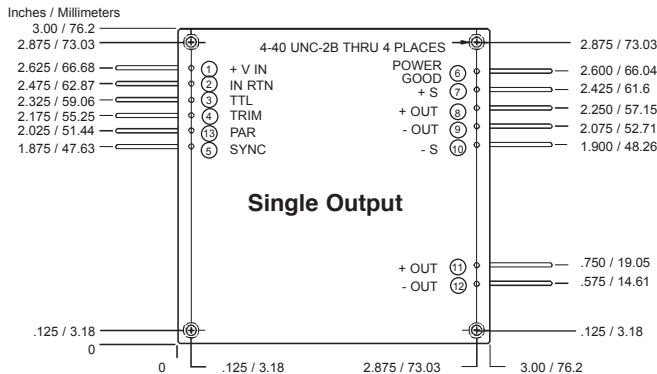 Inches / Millimeters
3.00 / 76.2
2.875 / 73.03
2.625 / 66.68
2.475 / 62.87
2.325 / 59.06
2.175 / 55.25
2.025 / 51.44
1.875 / 47.63
4-40 UNC-2B THRU 4 PLACES
1 + V IN
2 IN RTN
3 TTL
4 TRIM
13 PAR
5 SYNC
POWER
GOOD 6
+ S 7
+ OUT 8
- OUT 9
- S 10
2.875 / 73.03
2.600 / 66.04
2.425 / 61.6
2.250 / 57.15
2.075 / 52.71
1.900 / 48.26
Single Output
+ OUT 11
- OUT 12
.750 / 19.05
.575 / 14.61
.125 / 3.18
0
.125 / 3.18
0
.125 / 3.18
2.875 / 73.03
3.00 / 76.2